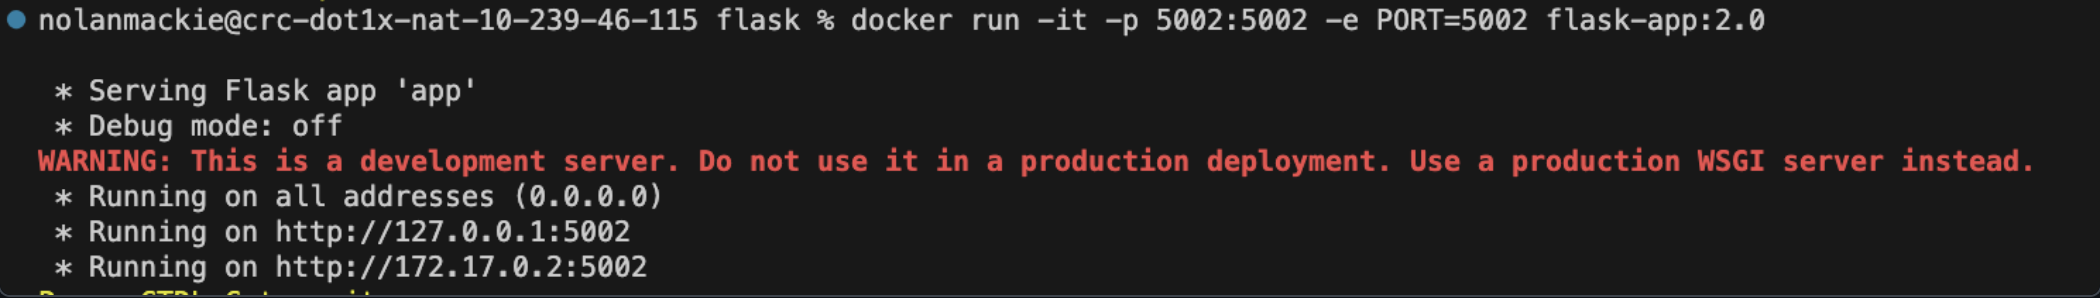 nolanmackie@crc-dot1x-nat-10-239-46-115 flask % docker run -it -p 5002:5002 -e PORT=5002 flask-app:2.0
* Serving Flask app 'app'
* Debug mode: off
WARNING: This is a development server. Do not use it in a production deployment. Use a production WSGI server instead.
* Running on all addresses (0.0.0.0)
* Running on http://127.0.0.1:5002
* Running on http://172.17.0.2:5002